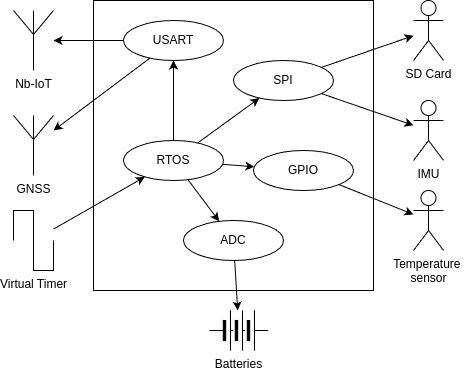 USART
SPI
SD Card
Nb-IoT
RTOS
GPIO
IMU
GNSS
ADC
Virtual Timer
Temperature
sensor
Batteries